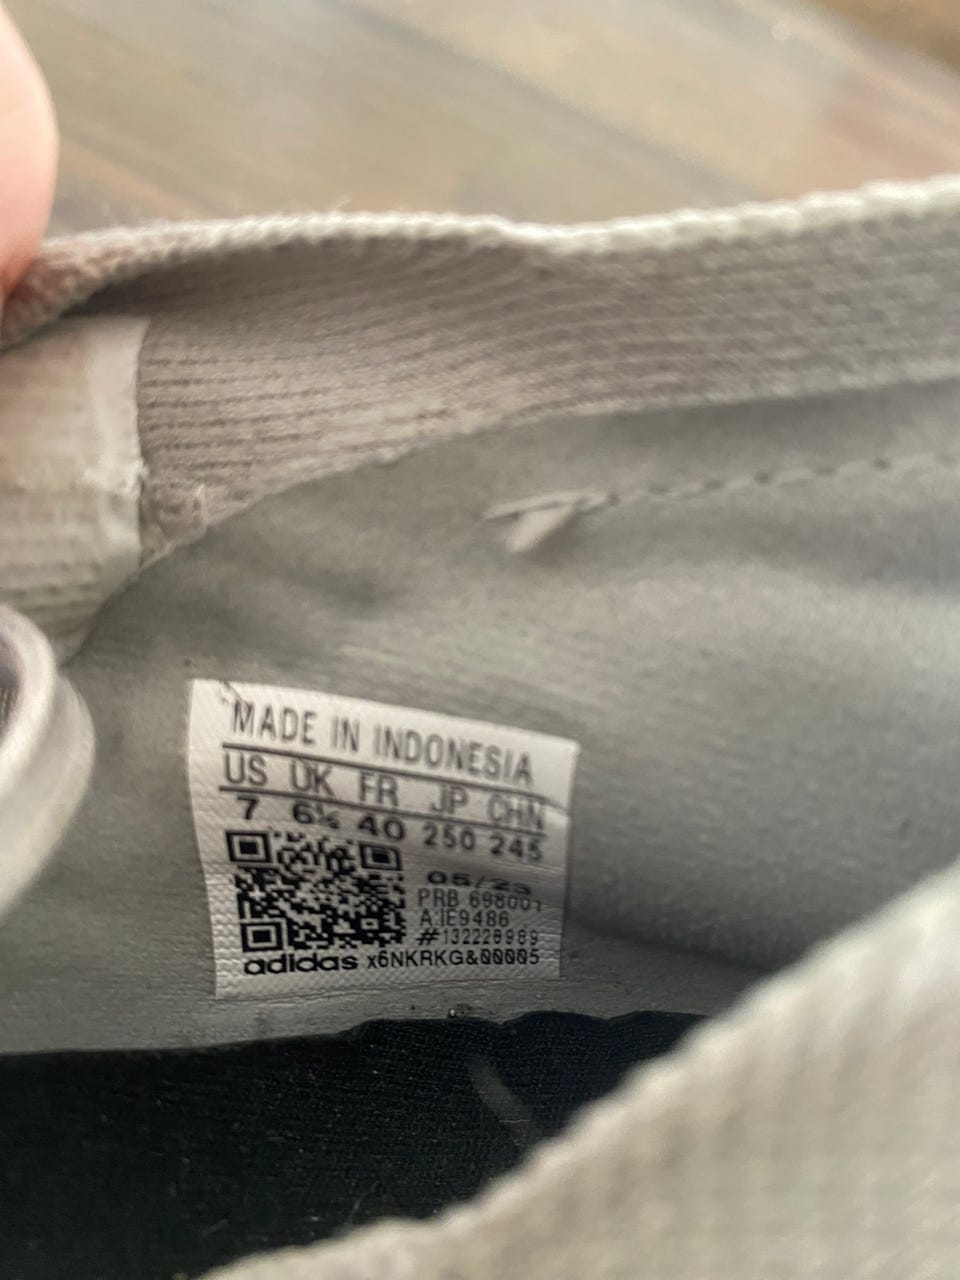 MADE IN INDONESIA
US UK FR JP CHN
7 6½ 40 250 245
05/23
PRB 698001
A:IE9486
#132228989
adidas x6NKRKG&00005